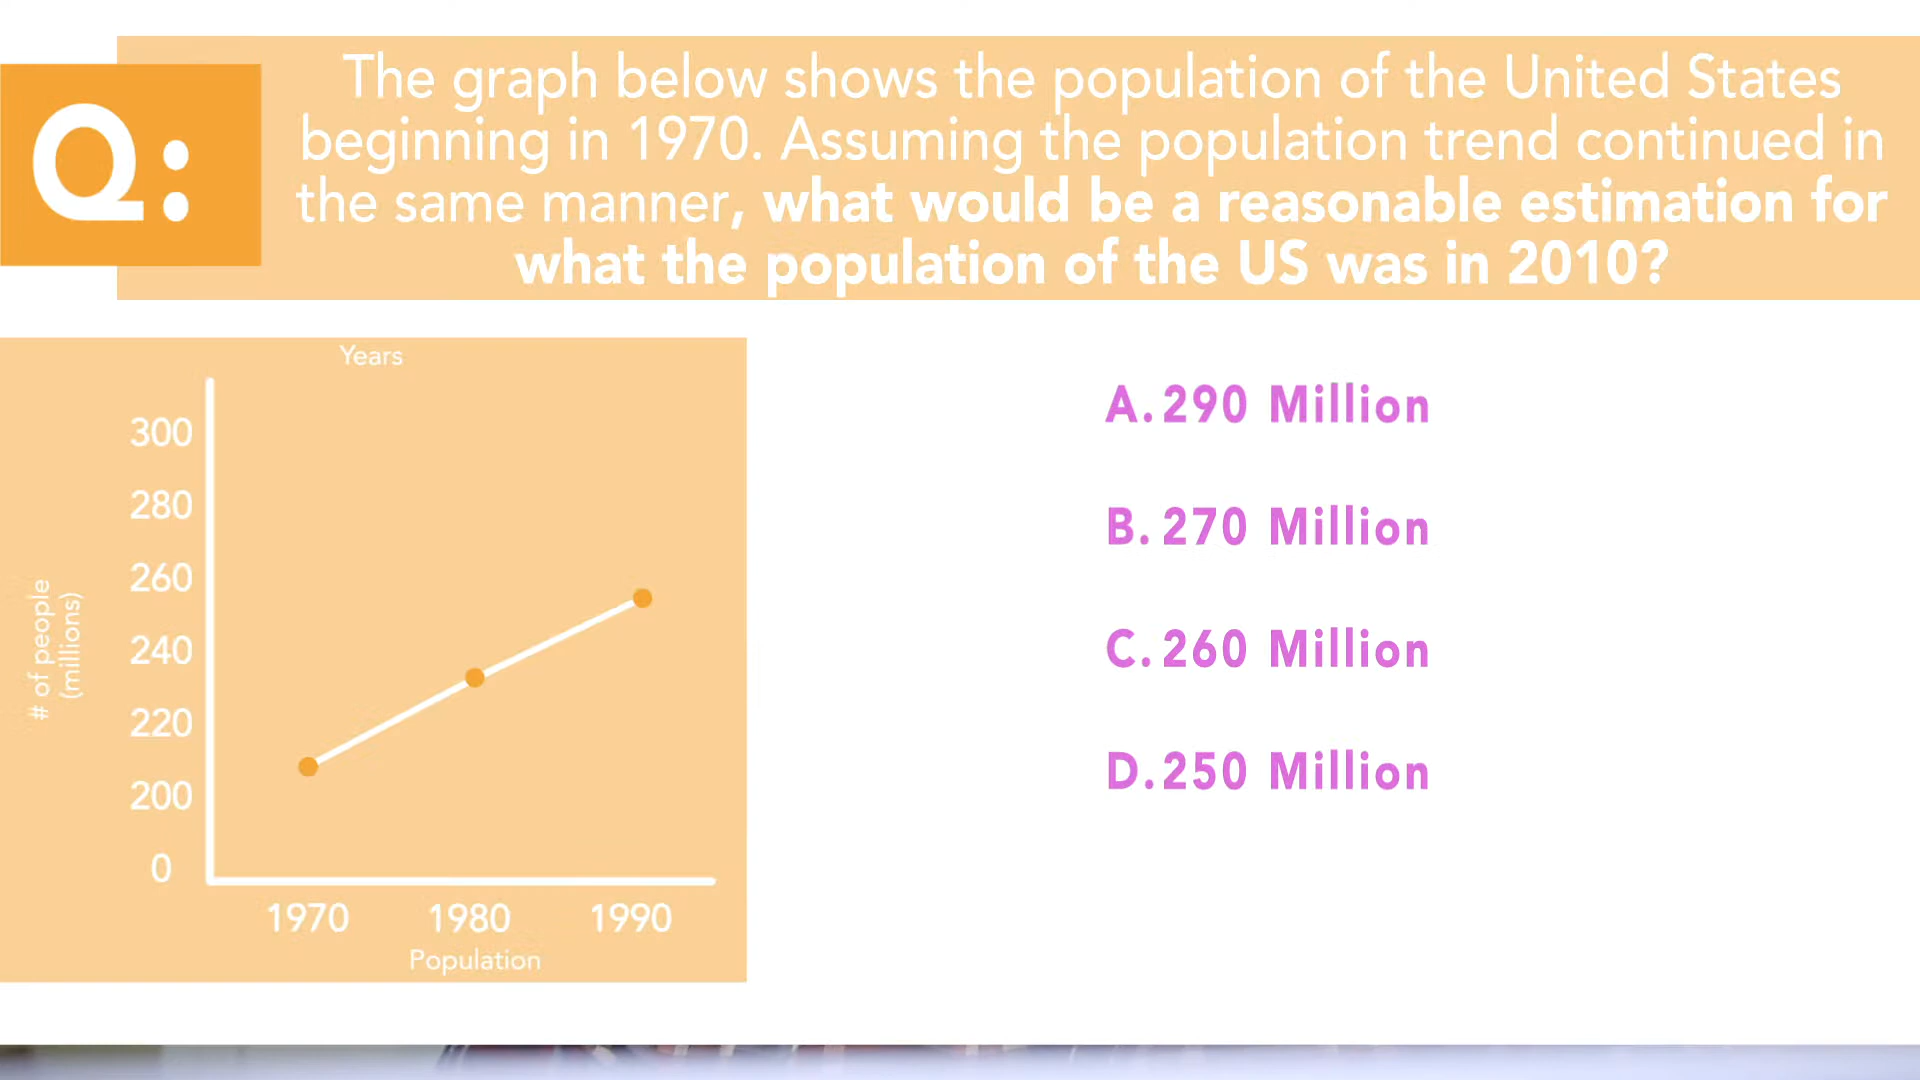 Q:
The graph below shows the population of the United States
beginning in 1970. Assuming the population trend continued in
the same manner, what would be a reasonable estimation for
what the population of the US was in 2010?
Years
300
280
260
240
220
200
0
# of people
(millions)
1970 1980 1990
Population
A. 290 Million
B. 270 Million
C. 260 Million
D. 250 Million